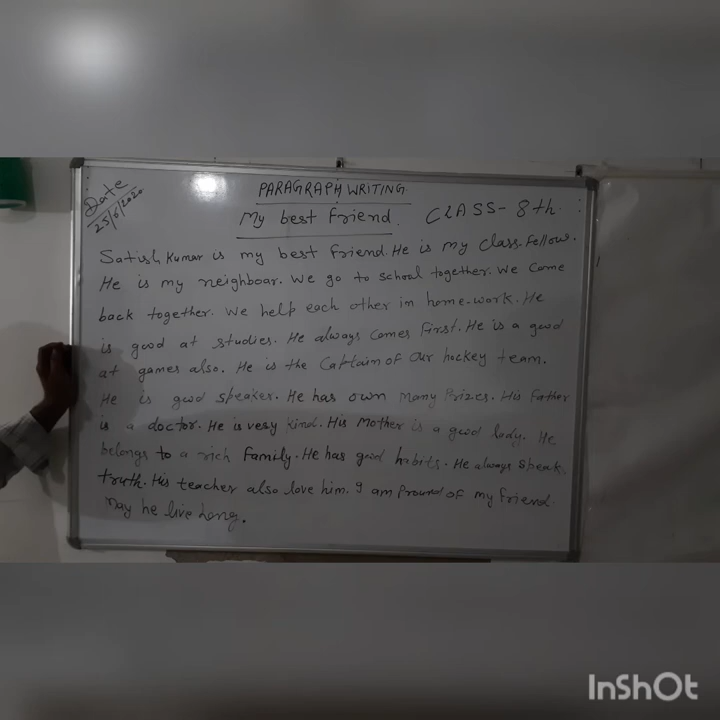 Date
25/6/2020
PARAGRAPH WRITING
My best friend. CLASS- 8th.
Satish Kumar is my best friend. He is my class. Fellow.
He is my neighboar. We go to school together. We come
back together. We help each other in home-work. He
is good at studies. He always comes first. He is a good
at games also. He is the Captain of our hockey team.
He is good speaker. He has own many Prizes. His Father
is a doctor. He is very kind. His Mother is a good lady. He
belongs to a rich family. He has good habits. He always speak
truth. His teacher also love him. I am Pround of my friend.
May he live Long.
InShOt